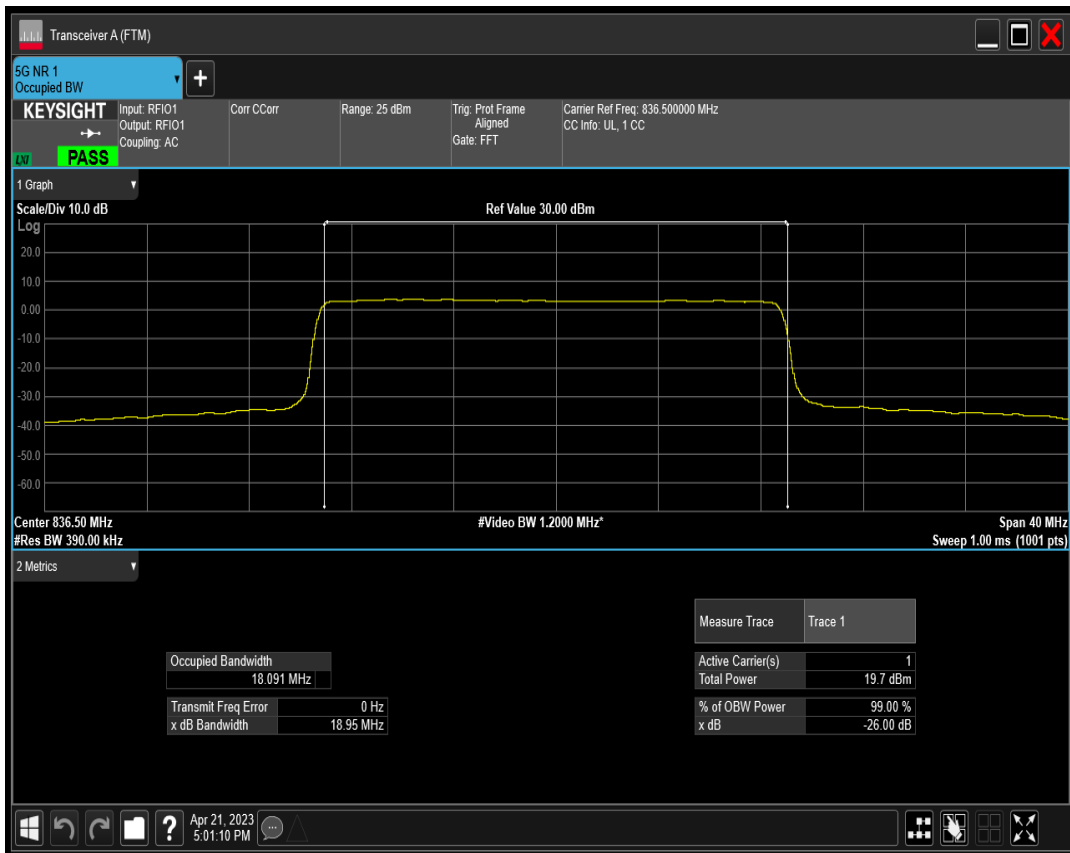 Transceiver A (FTM)
5G NR 1
Occupied BW
+
KEYSIGHT
LXI
PASS
Input: RFIO1
Output: RFIO1
Coupling: AC
Corr CCorr
Range: 25 dBm
Trig: Prot Frame
Aligned
Gate: FFT
Carrier Ref Freq: 836.500000 MHz
CC Info: UL, 1 CC
1 Graph
Scale/Div 10.0 dB
Ref Value 30.00 dBm
Log
20.0
10.0
0.00
-10.0
-20.0
-30.0
-40.0
-50.0
-60.0
Center 836.50 MHz
#Video BW 1.2000 MHz*
Span 40 MHz
#Res BW 390.00 kHz
Sweep 1.00 ms (1001 pts)
2 Metrics
Measure Trace Trace 1
Occupied Bandwidth
18.091 MHz
Active Carrier(s) 1
Total Power 19.7 dBm
Transmit Freq Error 0 Hz
x dB Bandwidth 18.95 MHz
% of OBW Power 99.00 %
x dB -26.00 dB
?
Apr 21, 2023
5:01:10 PM